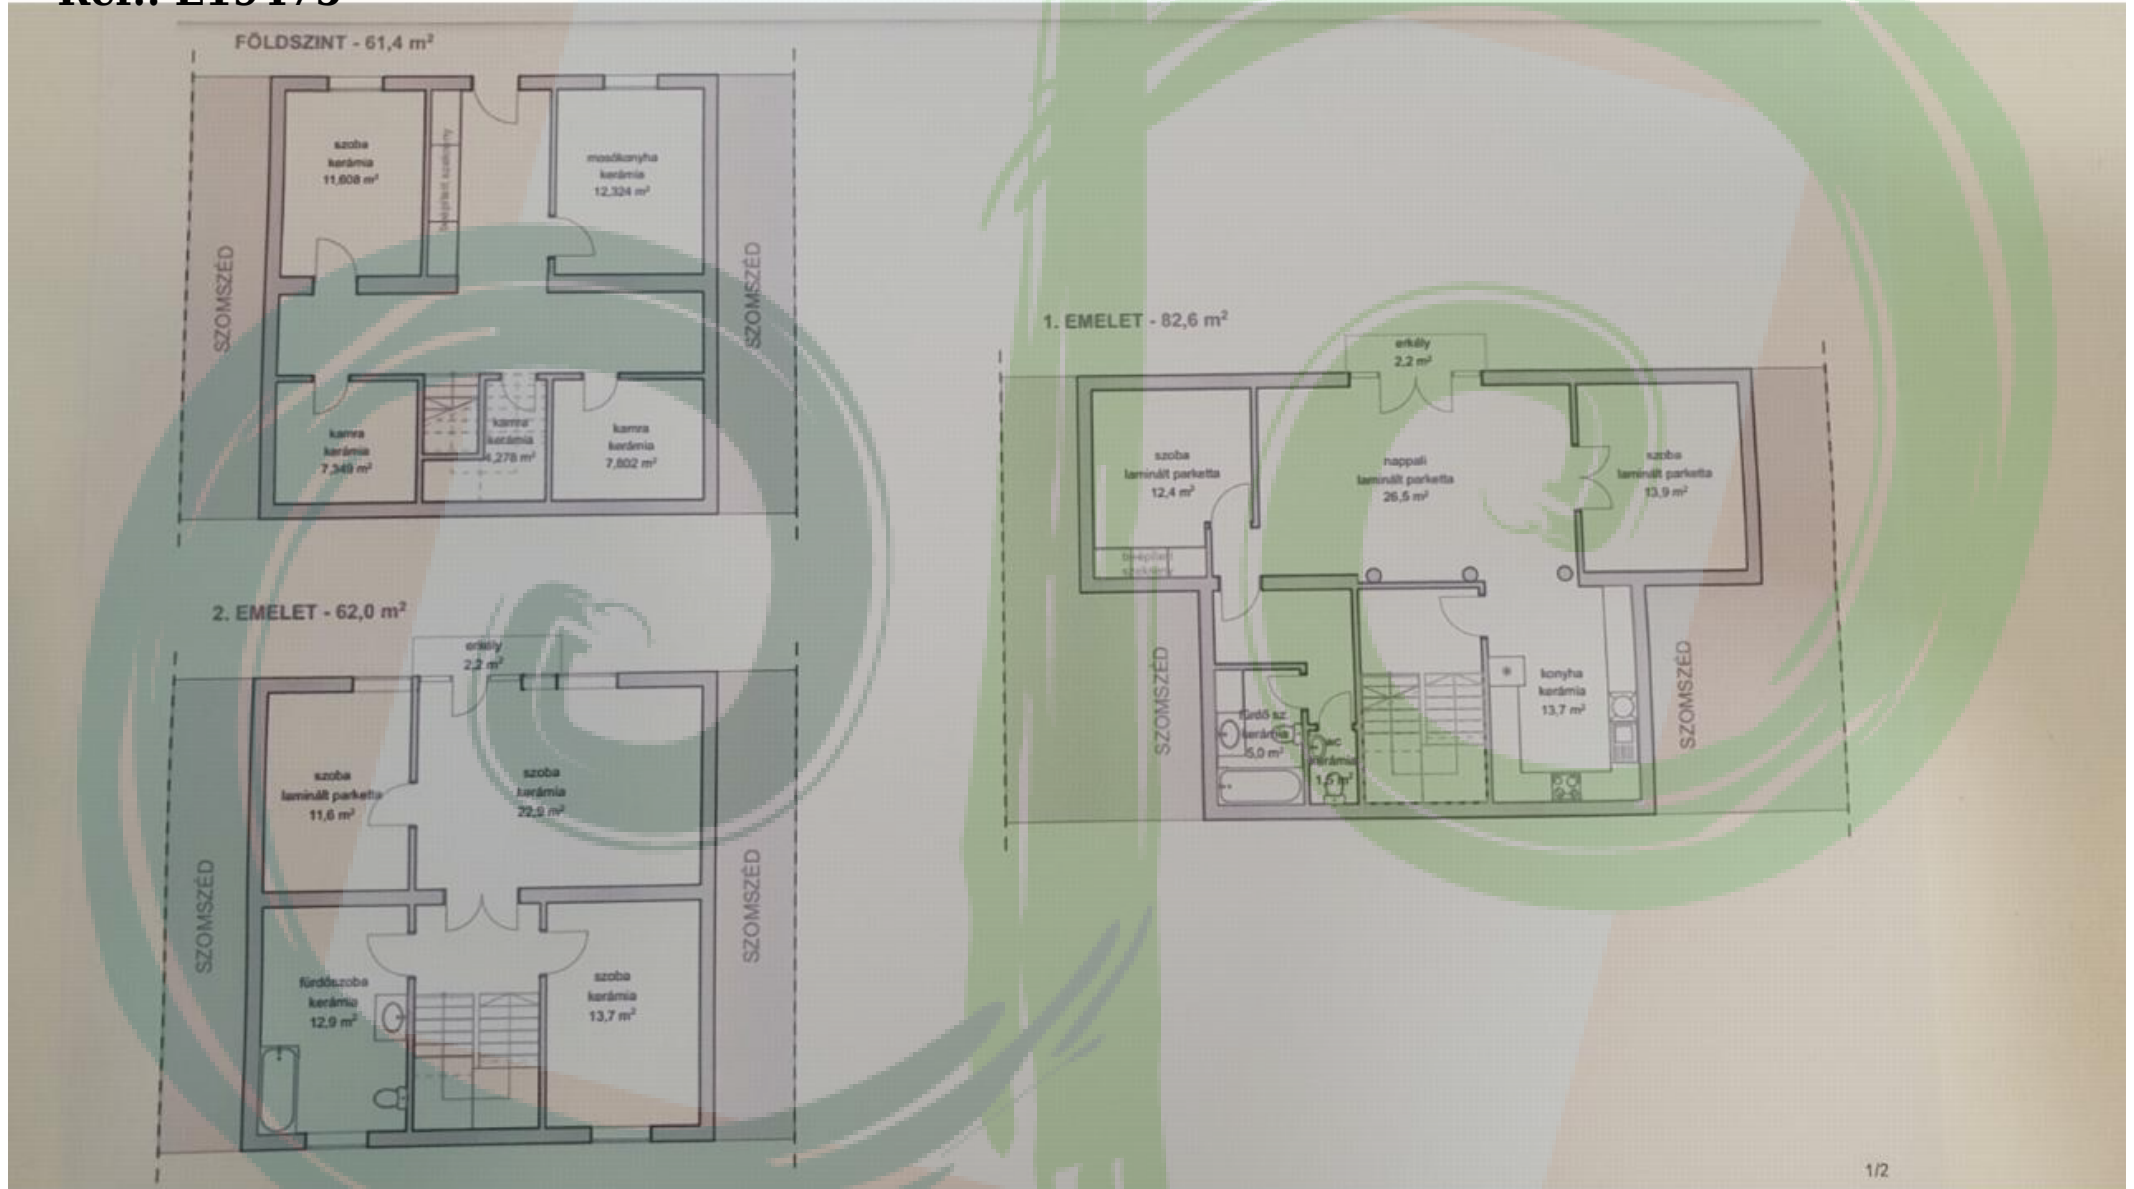 FÖLDSZINT - 61,4 m²
szoba
kerámia
11,608 m²
beépített szekrény
mosókonyha
kerámia
12,324 m²
SZOMSZÉD
SZOMSZÉD
kamra
kerámia
7,349 m²
kamra
kerámia
4,278 m²
kamra
kerámia
7,802 m²
1. EMELET - 82,6 m²
erkély
2,2 m²
szoba
laminált parketta
12,4 m²
beépített
szekrény
nappali
laminált parketta
26,5 m²
szoba
laminált parketta
13,9 m²
SZOMSZÉD
fürdő sz.
kerámia
5,0 m²
wc
kerámia
1,5 m²
konyha
kerámia
13,7 m²
SZOMSZÉD
2. EMELET - 62,0 m²
erkély
2,2 m²
szoba
laminált parketta
11,6 m²
szoba
kerámia
22,9 m²
SZOMSZÉD
SZOMSZÉD
fürdőszoba
kerámia
12,9 m²
szoba
kerámia
13,7 m²
1/2